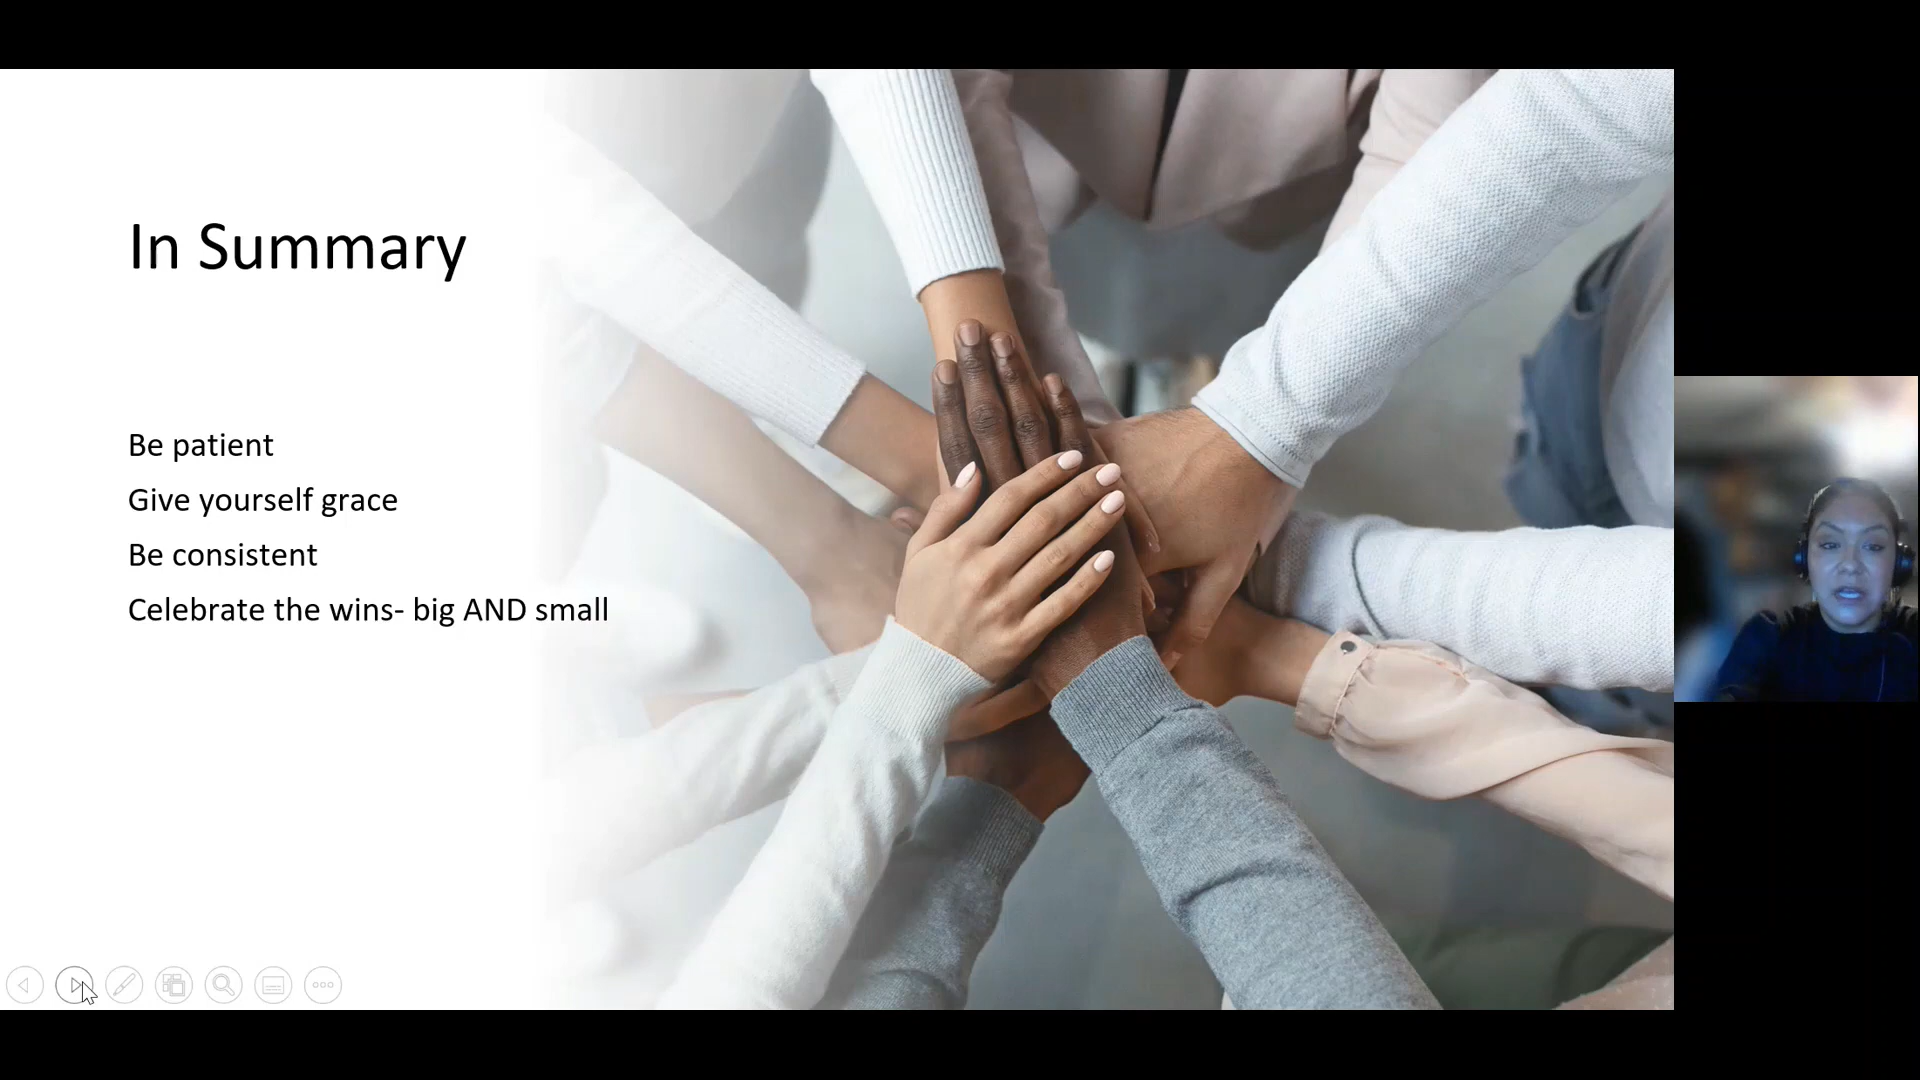 In Summary
Be patient
Give yourself grace
Be consistent
Celebrate the wins- big AND small